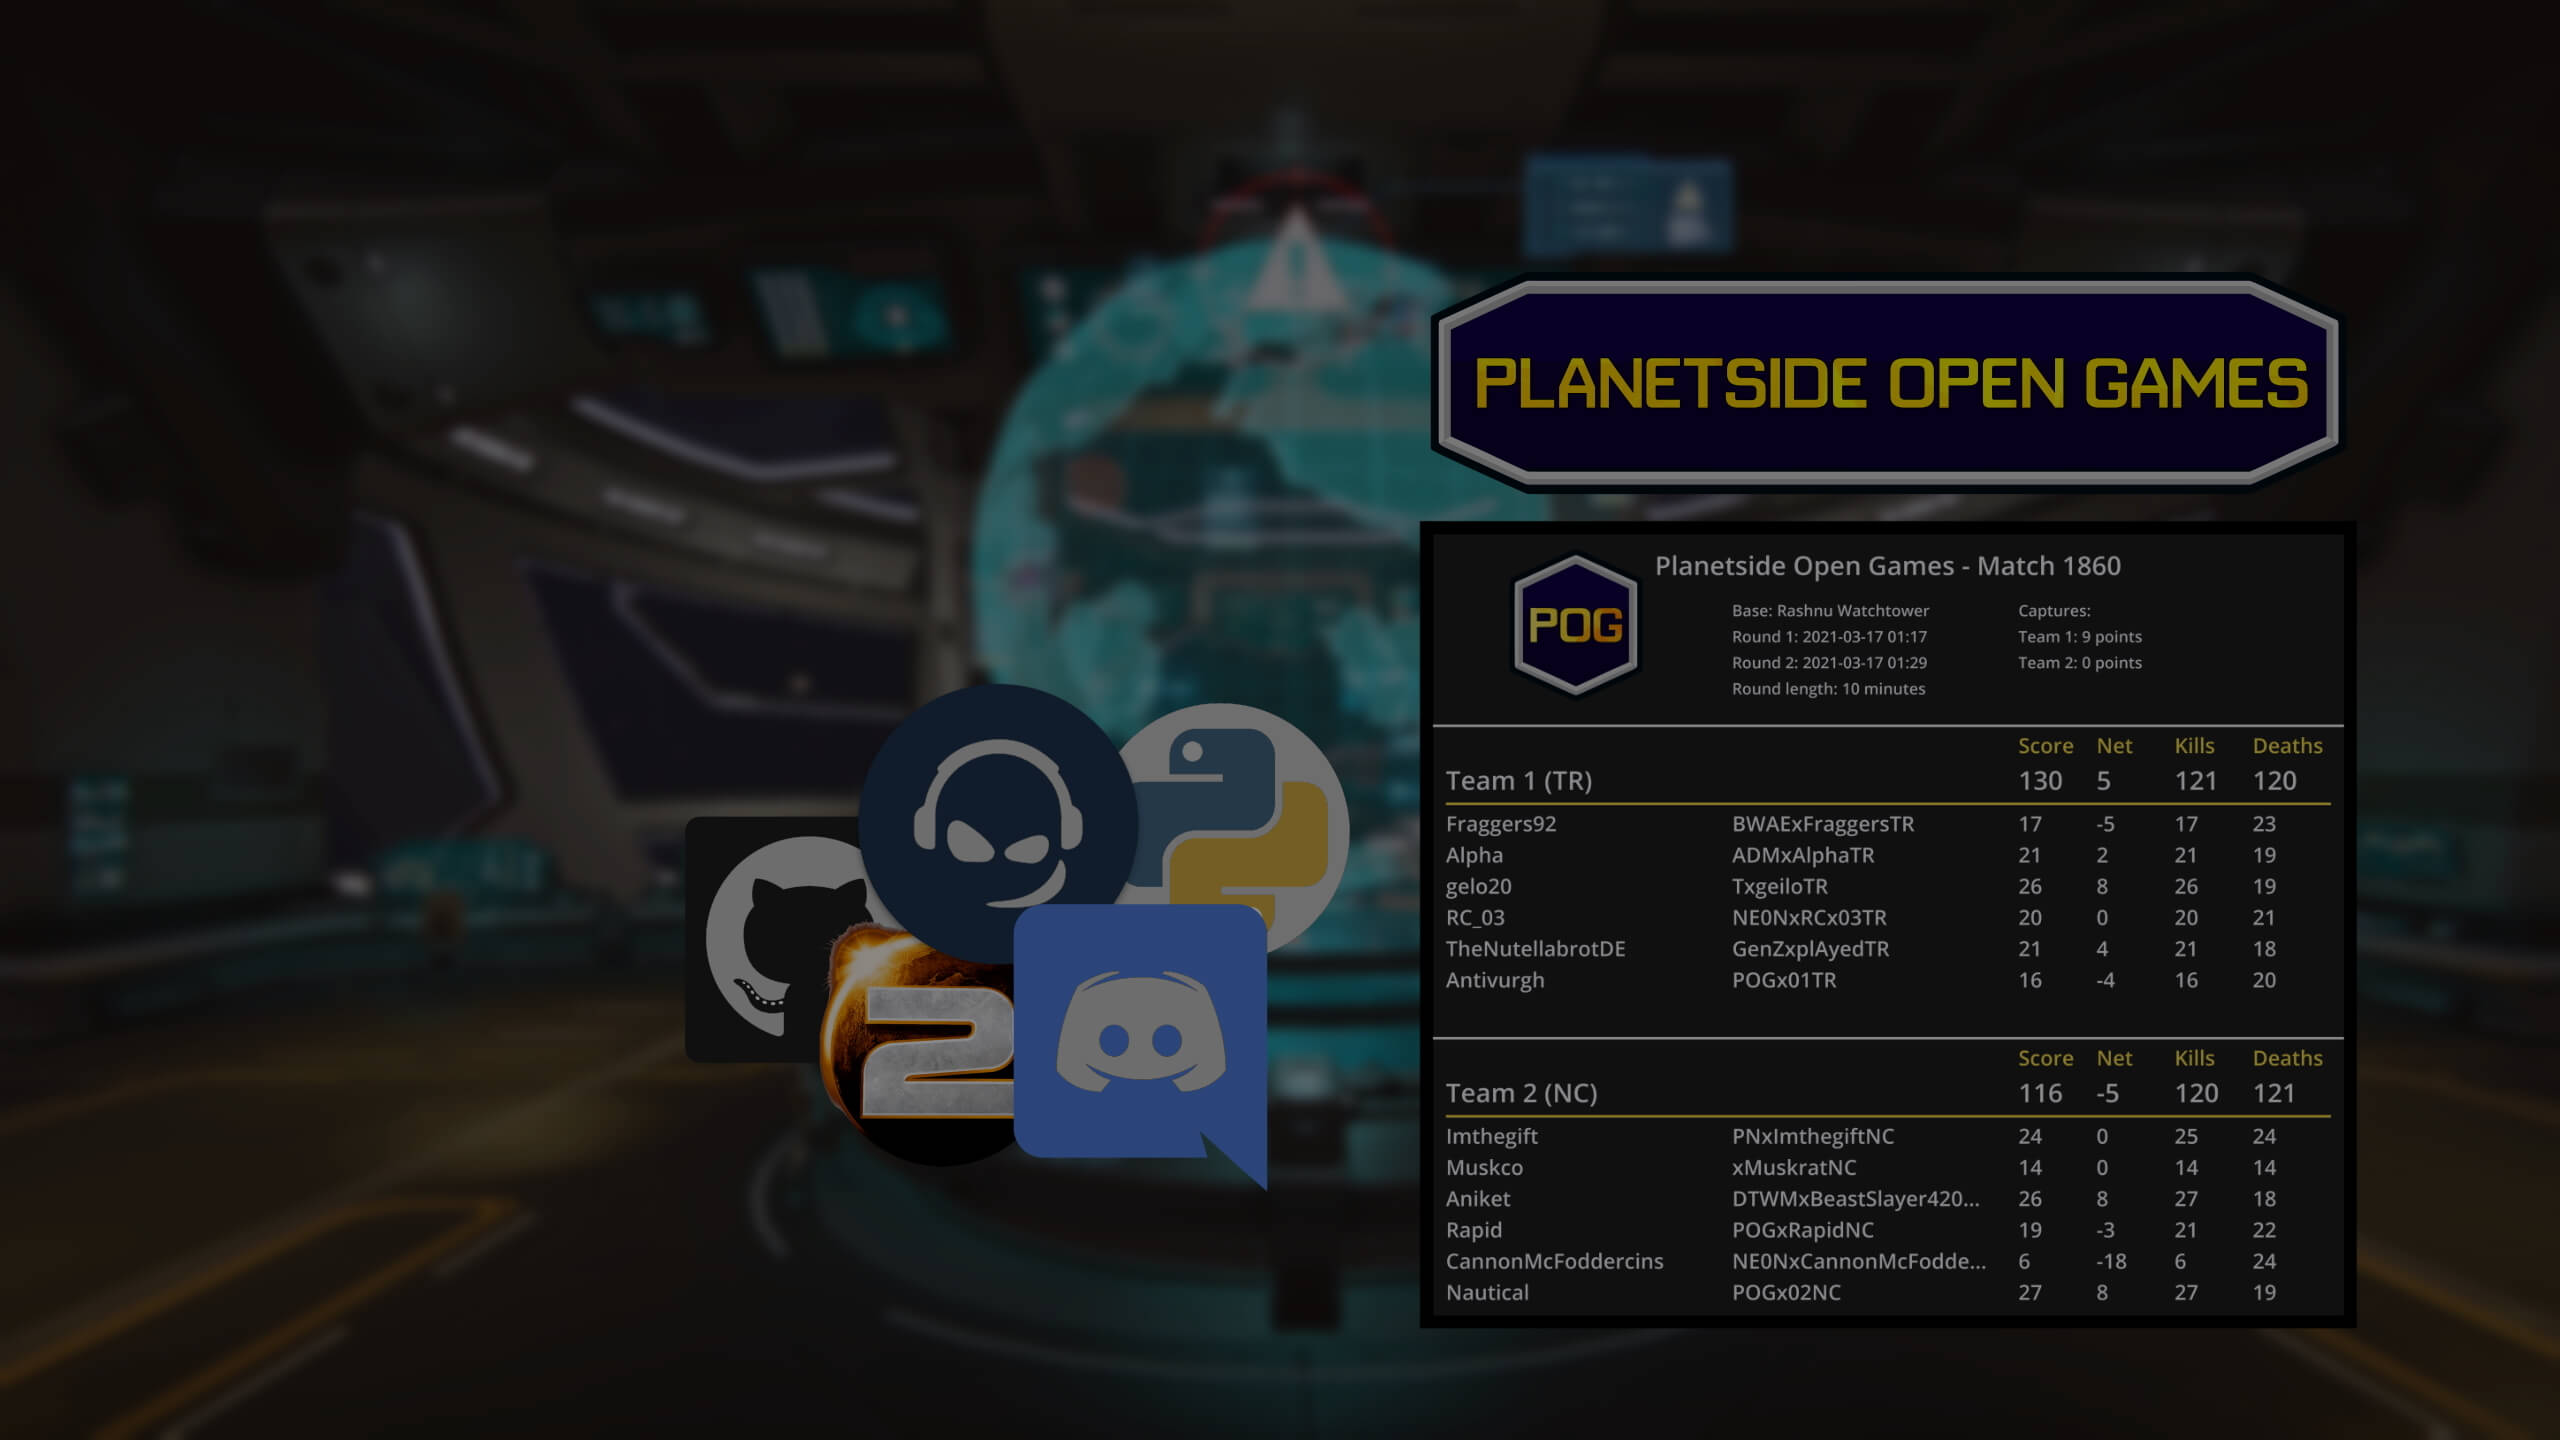 PLANETSIDE OPEN GAMES
Planetside Open Games - Match 1860
POG
Base: Rashnu Watchtower Captures:
Round 1: 2021-03-17 01:17 Team 1: 9 points
Round 2: 2021-03-17 01:29 Team 2: 0 points
Round length: 10 minutes
Score Net Kills Deaths
Team 1 (TR) 130 5 121 120
Fraggers92 BWAExFraggersTR 17 -5 17 23
Alpha ADMxAlphaTR 21 2 21 19
gelo20 TxgeiloTR 26 8 26 19
RC_03 NE0NxRCx03TR 20 0 20 21
TheNutellabrotDE GenZxplAyedTR 21 4 21 18
Antivurgh POGx01TR 16 -4 16 20
Score Net Kills Deaths
Team 2 (NC) 116 -5 120 121
Imthegift PNxImthegiftNC 24 0 25 24
Muskco xMuskratNC 14 0 14 14
Aniket DTWMxBeastSlayer420... 26 8 27 18
Rapid POGxRapidNC 19 -3 21 22
CannonMcFoddercins NE0NxCannonMcFodde... 6 -18 6 24
Nautical POGx02NC 27 8 27 19
2